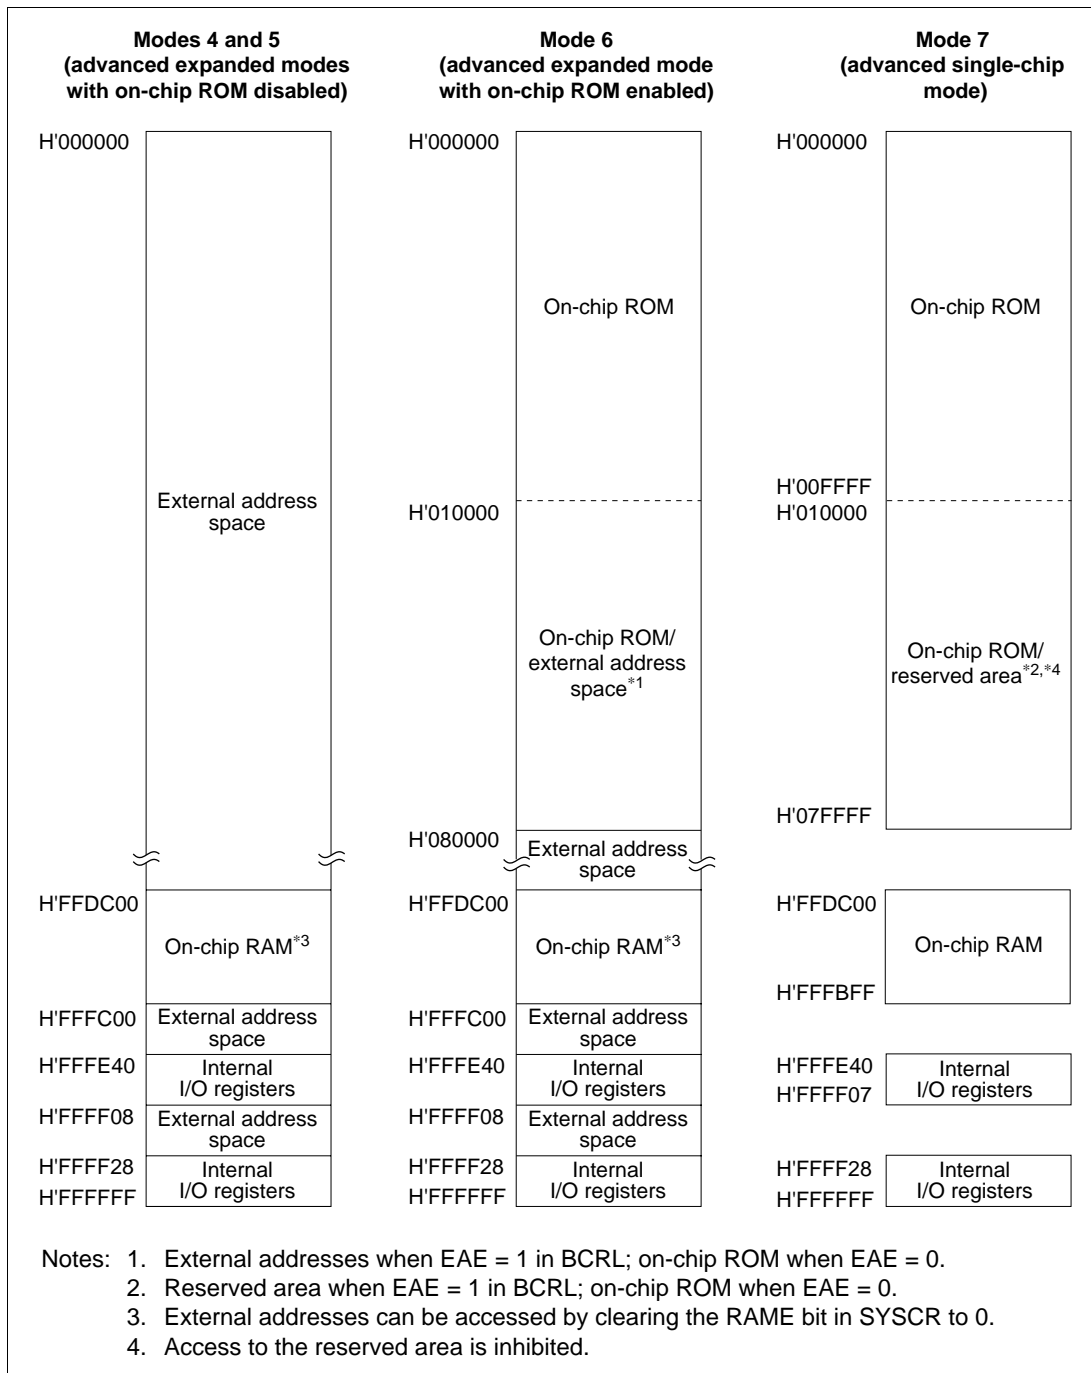 Modes 4 and 5
(advanced expanded modes
with on-chip ROM disabled)
H'000000
External address
space
H'FFDC00
On-chip RAM*3
H'FFFC00
External address
space
H'FFFE40
Internal
I/O registers
H'FFFF08
External address
space
H'FFFF28
Internal
I/O registers
H'FFFFFF
Mode 6
(advanced expanded mode
with on-chip ROM enabled)
H'000000
On-chip ROM
H'010000
On-chip ROM/
external address
space*1
H'080000
External address
space
H'FFDC00
On-chip RAM*3
H'FFFC00
External address
space
H'FFFE40
Internal
I/O registers
H'FFFF08
External address
space
H'FFFF28
Internal
I/O registers
H'FFFFFF
Mode 7
(advanced single-chip
mode)
H'000000
On-chip ROM
H'00FFFF
H'010000
On-chip ROM/
reserved area*2,*4
H'07FFFF
H'FFDC00
On-chip RAM
H'FFFBFF
H'FFFE40
Internal
I/O registers
H'FFFF07
H'FFFF28
Internal
I/O registers
H'FFFFFF
Notes: 1. External addresses when EAE = 1 in BCRL; on-chip ROM when EAE = 0.
2. Reserved area when EAE = 1 in BCRL; on-chip ROM when EAE = 0.
3. External addresses can be accessed by clearing the RAME bit in SYSCR to 0.
4. Access to the reserved area is inhibited.